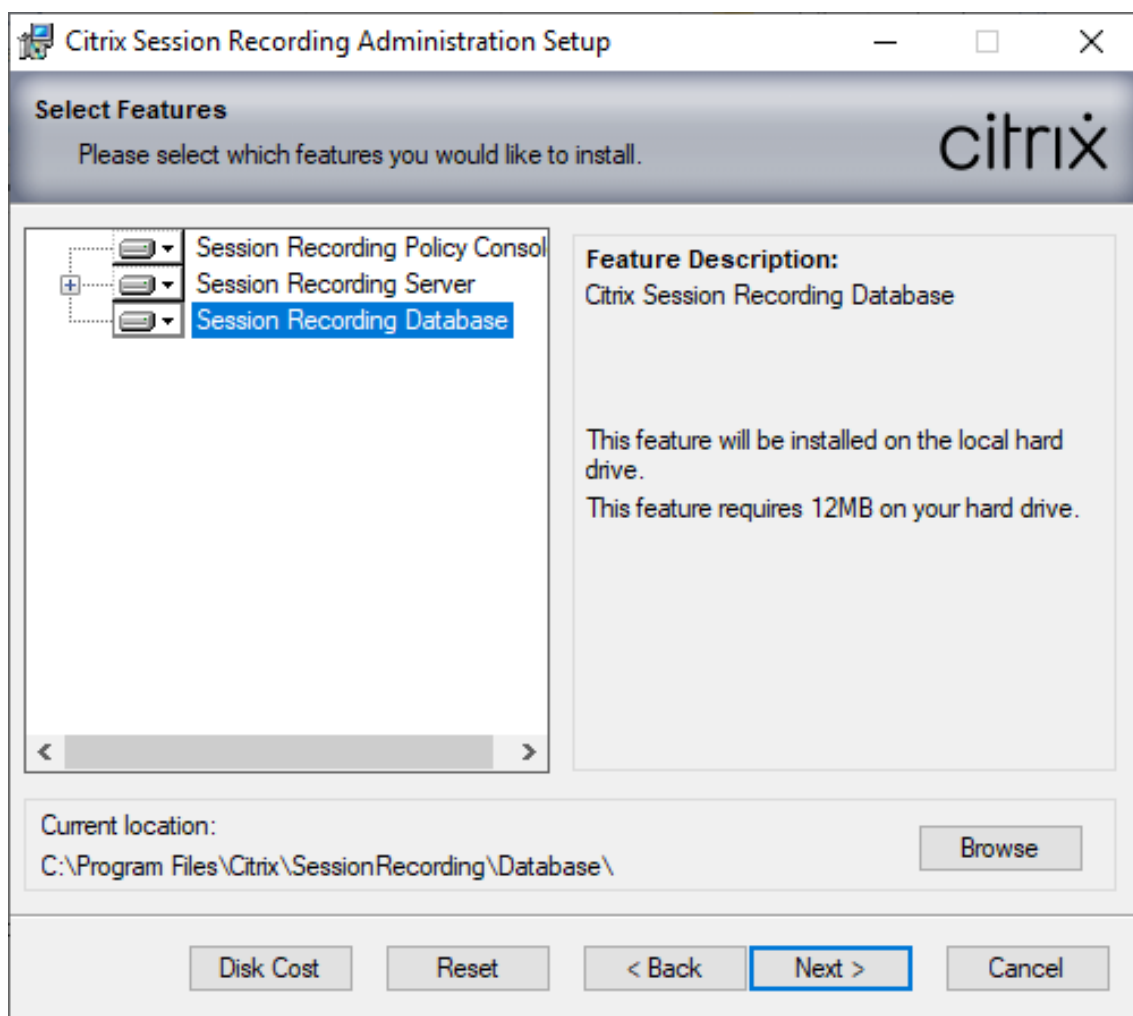 Citrix Session Recording Administration Setup
Select Features
Please select which features you would like to install.
citrix
Session Recording Policy Consol
Session Recording Server
Session Recording Database
Feature Description:
Citrix Session Recording Database
This feature will be installed on the local hard
drive.
This feature requires 12MB on your hard drive.
Current location:
C:\Program Files\Citrix\SessionRecording\Database\
Browse
Disk Cost
Reset
< Back
Next >
Cancel